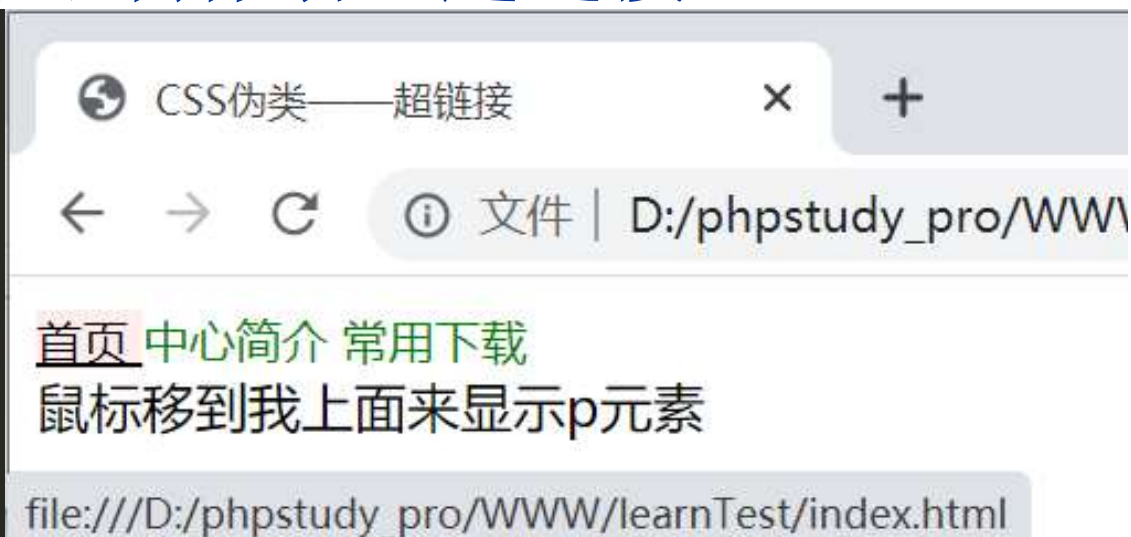 CSS伪类——超链接
文件 D:/phpstudy_pro/WWW
首页 中心简介 常用下载
鼠标移到我上面来显示p元素
file:///D:/phpstudy_pro/WWW/learnTest/index.html